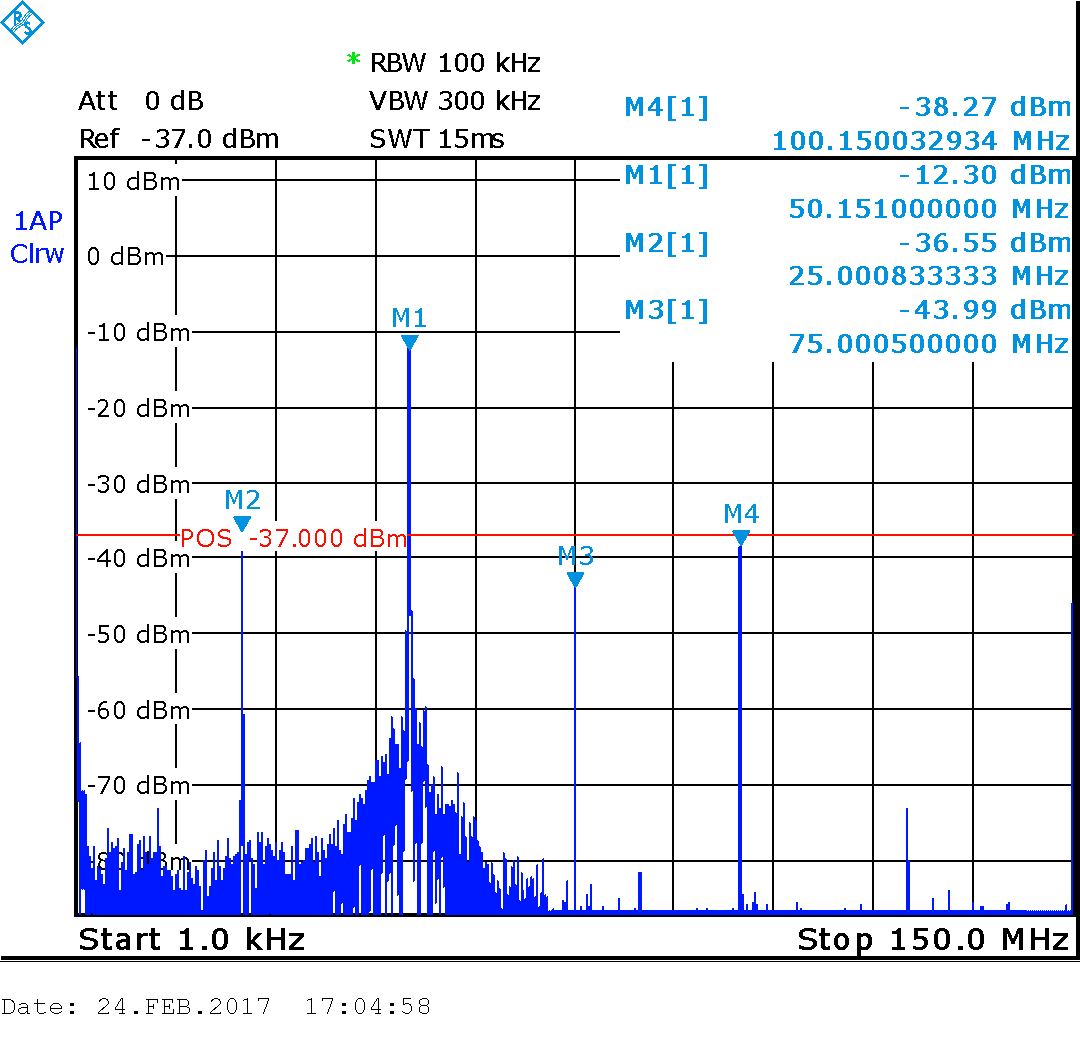 R&S
* RBW 100 kHz
Att 0 dB VBW 300 kHz
Ref -37.0 dBm SWT 15ms
M4[1] -38.27 dBm
100.150032934 MHz
M1[1] -12.30 dBm
50.151000000 MHz
M2[1] -36.55 dBm
25.000833333 MHz
M3[1] -43.99 dBm
75.000500000 MHz
1AP
Clrw
10 dBm
0 dBm
-10 dBm
M1
-20 dBm
-30 dBm
M2
M4
POS -37.000 dBm
-40 dBm
M3
-50 dBm
-60 dBm
-70 dBm
-80 dBm
Start 1.0 kHz Stop 150.0 MHz
Date: 24.FEB.2017 17:04:58